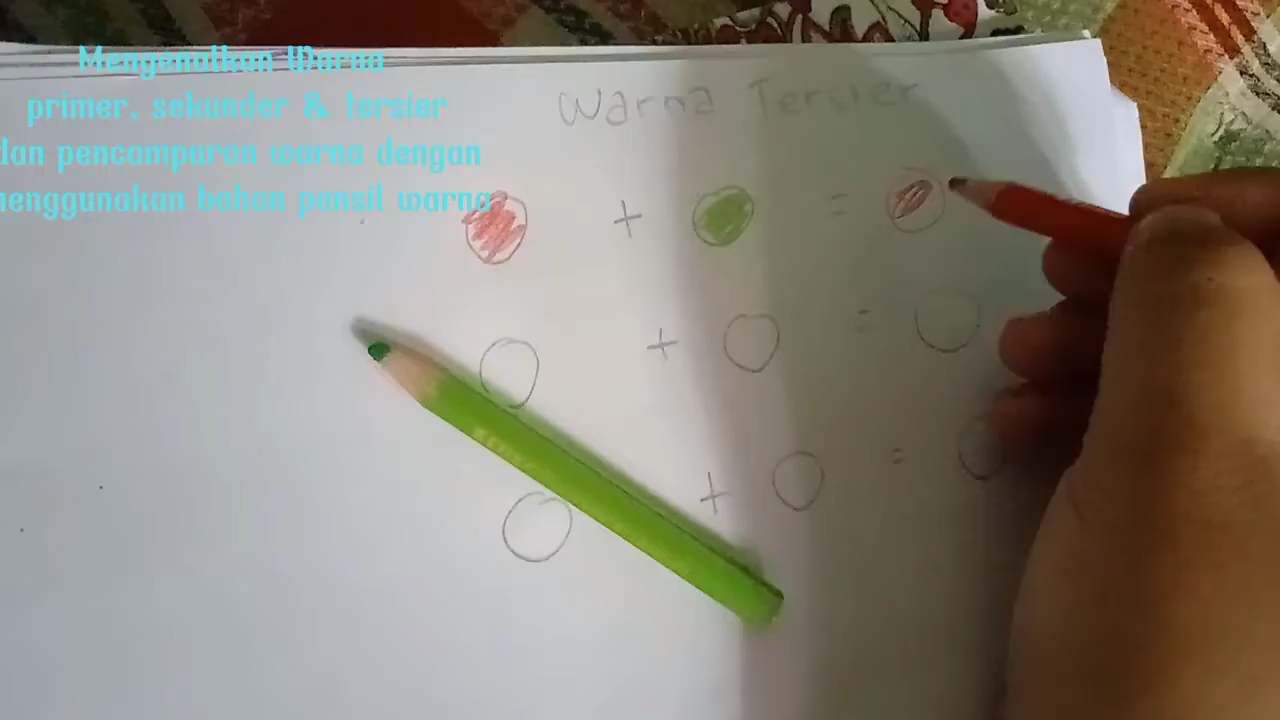 Mengenalkan Warna
primer, sekunder & tersier
dan pencampuran warna dengan
menggunakan bahan pensil warna
Warna Tersier
+ =
+ =
+ =